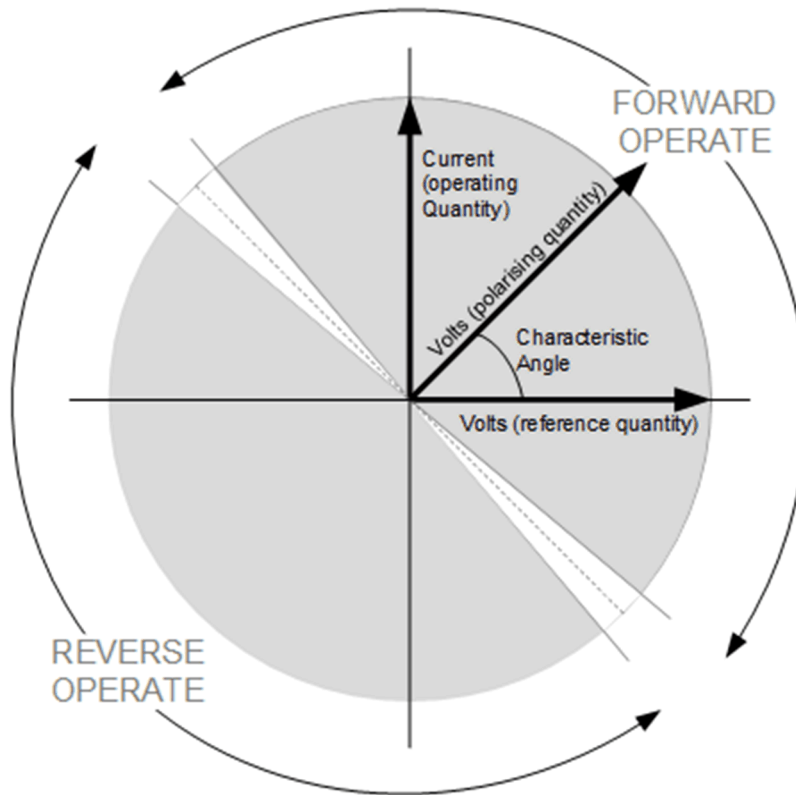 FORWARD
OPERATE
Current
(operating
Quantity)
Volts (polarising quantity)
Characteristic
Angle
Volts (reference quantity)
REVERSE
OPERATE